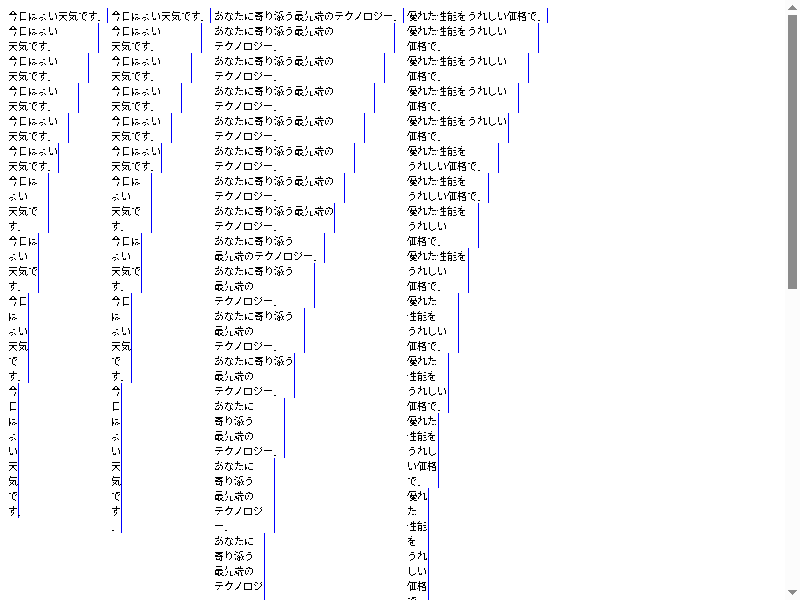 今日はよい天気です。
今日はよい
天気です。
今日はよい
天気です。
今日はよい
天気です。
今日はよい
天気です。
今日はよい
天気です。
今日は
よい
天気で
す。
今日は
よい
天気で
す。
今日
は
よい
天気
で
す。
今
日
は
よ
い
天
気
で
す。
今日はよい天気です。
今日はよい
天気です。
今日はよい
天気です。
今日はよい
天気です。
今日はよい
天気です。
今日はよい
天気です。
今日は
よい
天気で
す。
今日は
よい
天気で
す。
今日
は
よい
天気
で
す。
今
日
は
よ
い
天
気
で
す
。
あなたに寄り添う最先端のテクノロジー。
あなたに寄り添う最先端の
テクノロジー。
あなたに寄り添う最先端の
テクノロジー。
あなたに寄り添う最先端の
テクノロジー。
あなたに寄り添う最先端の
テクノロジー。
あなたに寄り添う最先端の
テクノロジー。
あなたに寄り添う最先端の
テクノロジー。
あなたに寄り添う最先端の
テクノロジー。
あなたに寄り添う
最先端のテクノロジー。
あなたに寄り添う
最先端の
テクノロジー。
あなたに寄り添う
最先端の
テクノロジー。
あなたに寄り添う
最先端の
テクノロジー。
あなたに
寄り添う
最先端の
テクノロジー。
あなたに
寄り添う
最先端の
テクノロジ
ー。
あなたに
寄り添う
最先端の
テクノロジ
優れた性能をうれしい価格で。
優れた性能をうれしい
価格で。
優れた性能をうれしい
価格で。
優れた性能をうれしい
価格で。
優れた性能をうれしい
価格で。
優れた性能を
うれしい価格で。
優れた性能を
うれしい価格で。
優れた性能を
うれしい
価格で。
優れた性能を
うれしい
価格で。
優れた
性能を
うれしい
価格で。
優れた
性能を
うれしい
価格で。
優れた
性能を
うれし
い価格
で。
優れ
た
性能
を
うれ
しい
価格